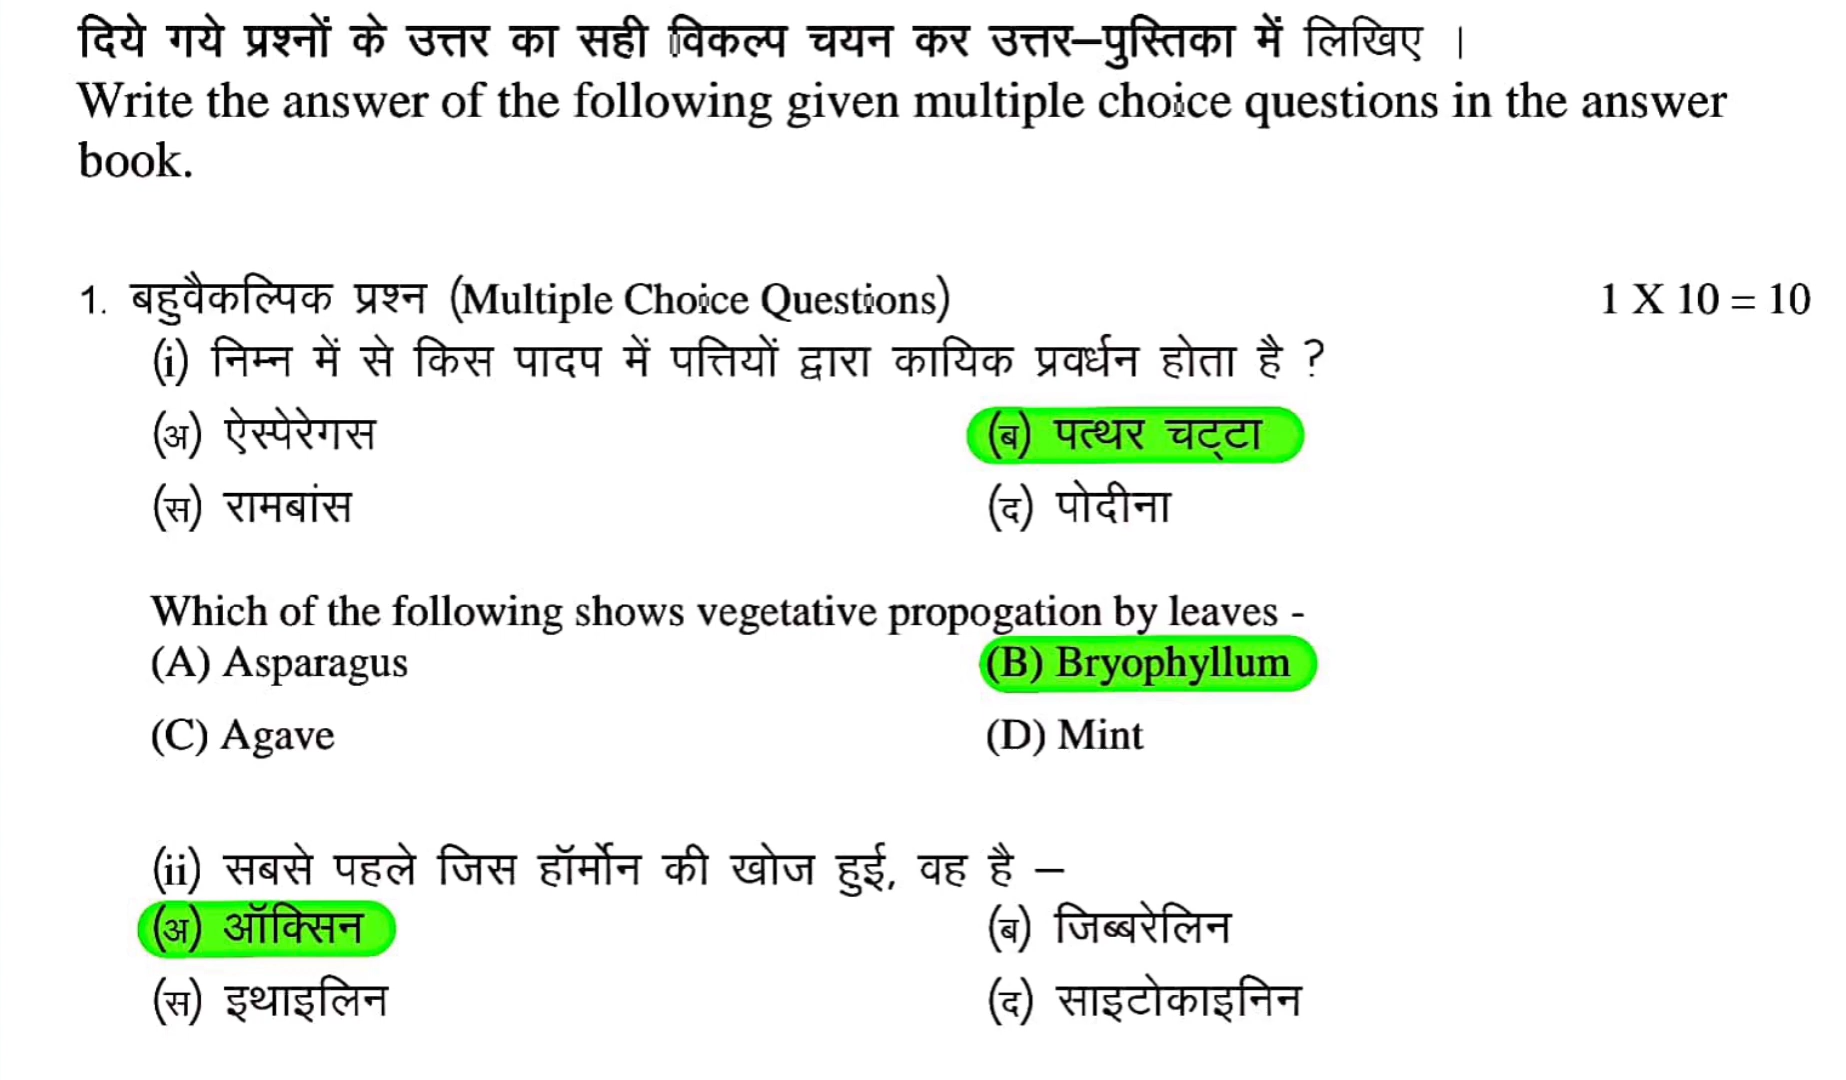 दिये गये प्रश्नों के उत्तर का सही विकल्प चयन कर उत्तर–पुस्तिका में लिखिए ।
Write the answer of the following given multiple choice questions in the answer
book.
1. बहुवैकल्पिक प्रश्न (Multiple Choice Questions) 1 X 10 = 10
(i) निम्न में से किस पादप में पत्तियों द्वारा कायिक प्रवर्धन होता है ?
(अ) ऐस्पेरेगस (ब) पत्थर चट्टा
(स) रामबांस (द) पोदीना
Which of the following shows vegetative propogation by leaves -
(A) Asparagus (B) Bryophyllum
(C) Agave (D) Mint
(ii) सबसे पहले जिस हॉर्मोन की खोज हुई, वह है –
(अ) ऑक्सिन (ब) जिब्बरेलिन
(स) इथाइलिन (द) साइटोकाइनिन